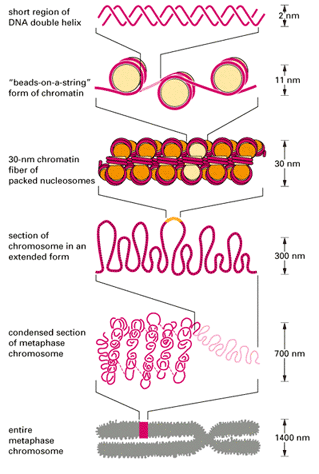 short region of
DNA double helix
2 nm
"beads-on-a-string"
form of chromatin
11 nm
30-nm chromatin
fiber of
packed nucleosomes
30 nm
section of
chromosome in an
extended form
300 nm
condensed section
of metaphase
chromosome
700 nm
entire
metaphase
chromosome
1400 nm